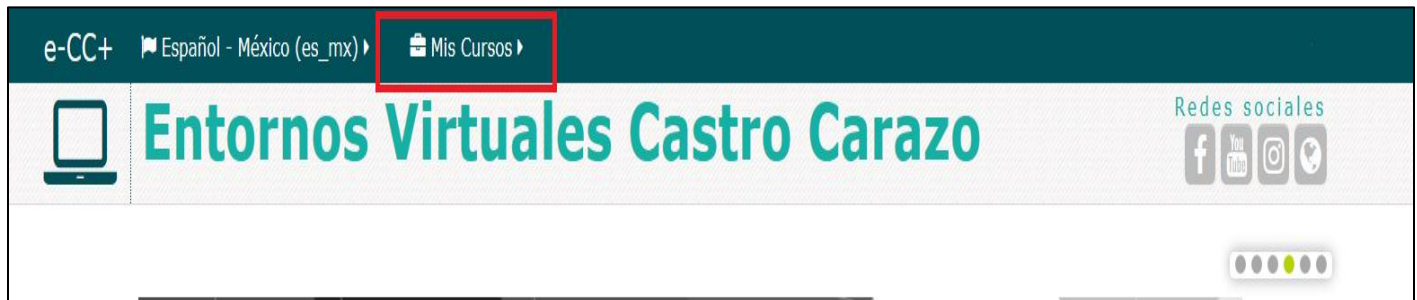 e-CC+ Español - México (es_mx) Mis Cursos
Entornos Virtuales Castro Carazo
Redes sociales
You
Tube